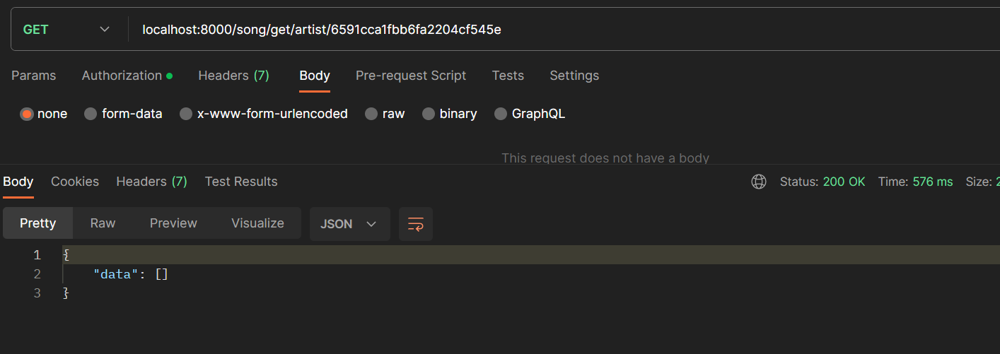 GET localhost:8000/song/get/artist/6591cca1fbb6fa2204cf545e
Params Authorization Headers (7) Body Pre-request Script Tests Settings
none form-data x-www-form-urlencoded raw binary GraphQL
This request does not have a body
Body Cookies Headers (7) Test Results Status: 200 OK Time: 576 ms Size: 2
Pretty Raw Preview Visualize JSON
1 {
2 "data": []
3 }